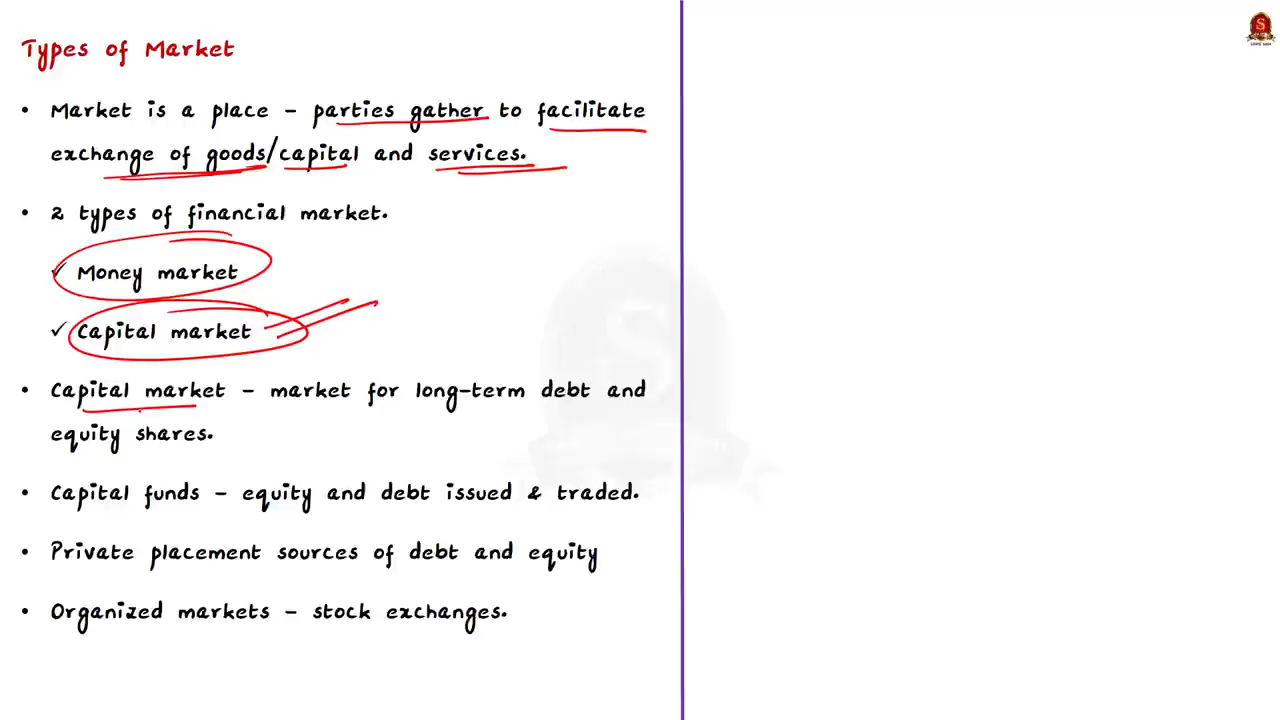 Types of Market
• Market is a place - parties gather to facilitate
exchange of goods/capital and services.
• 2 types of financial market.
✓ Money market
✓ Capital market
• Capital market - market for long-term debt and
equity shares.
• Capital funds - equity and debt issued & traded.
• Private placement sources of debt and equity
• Organized markets - stock exchanges.